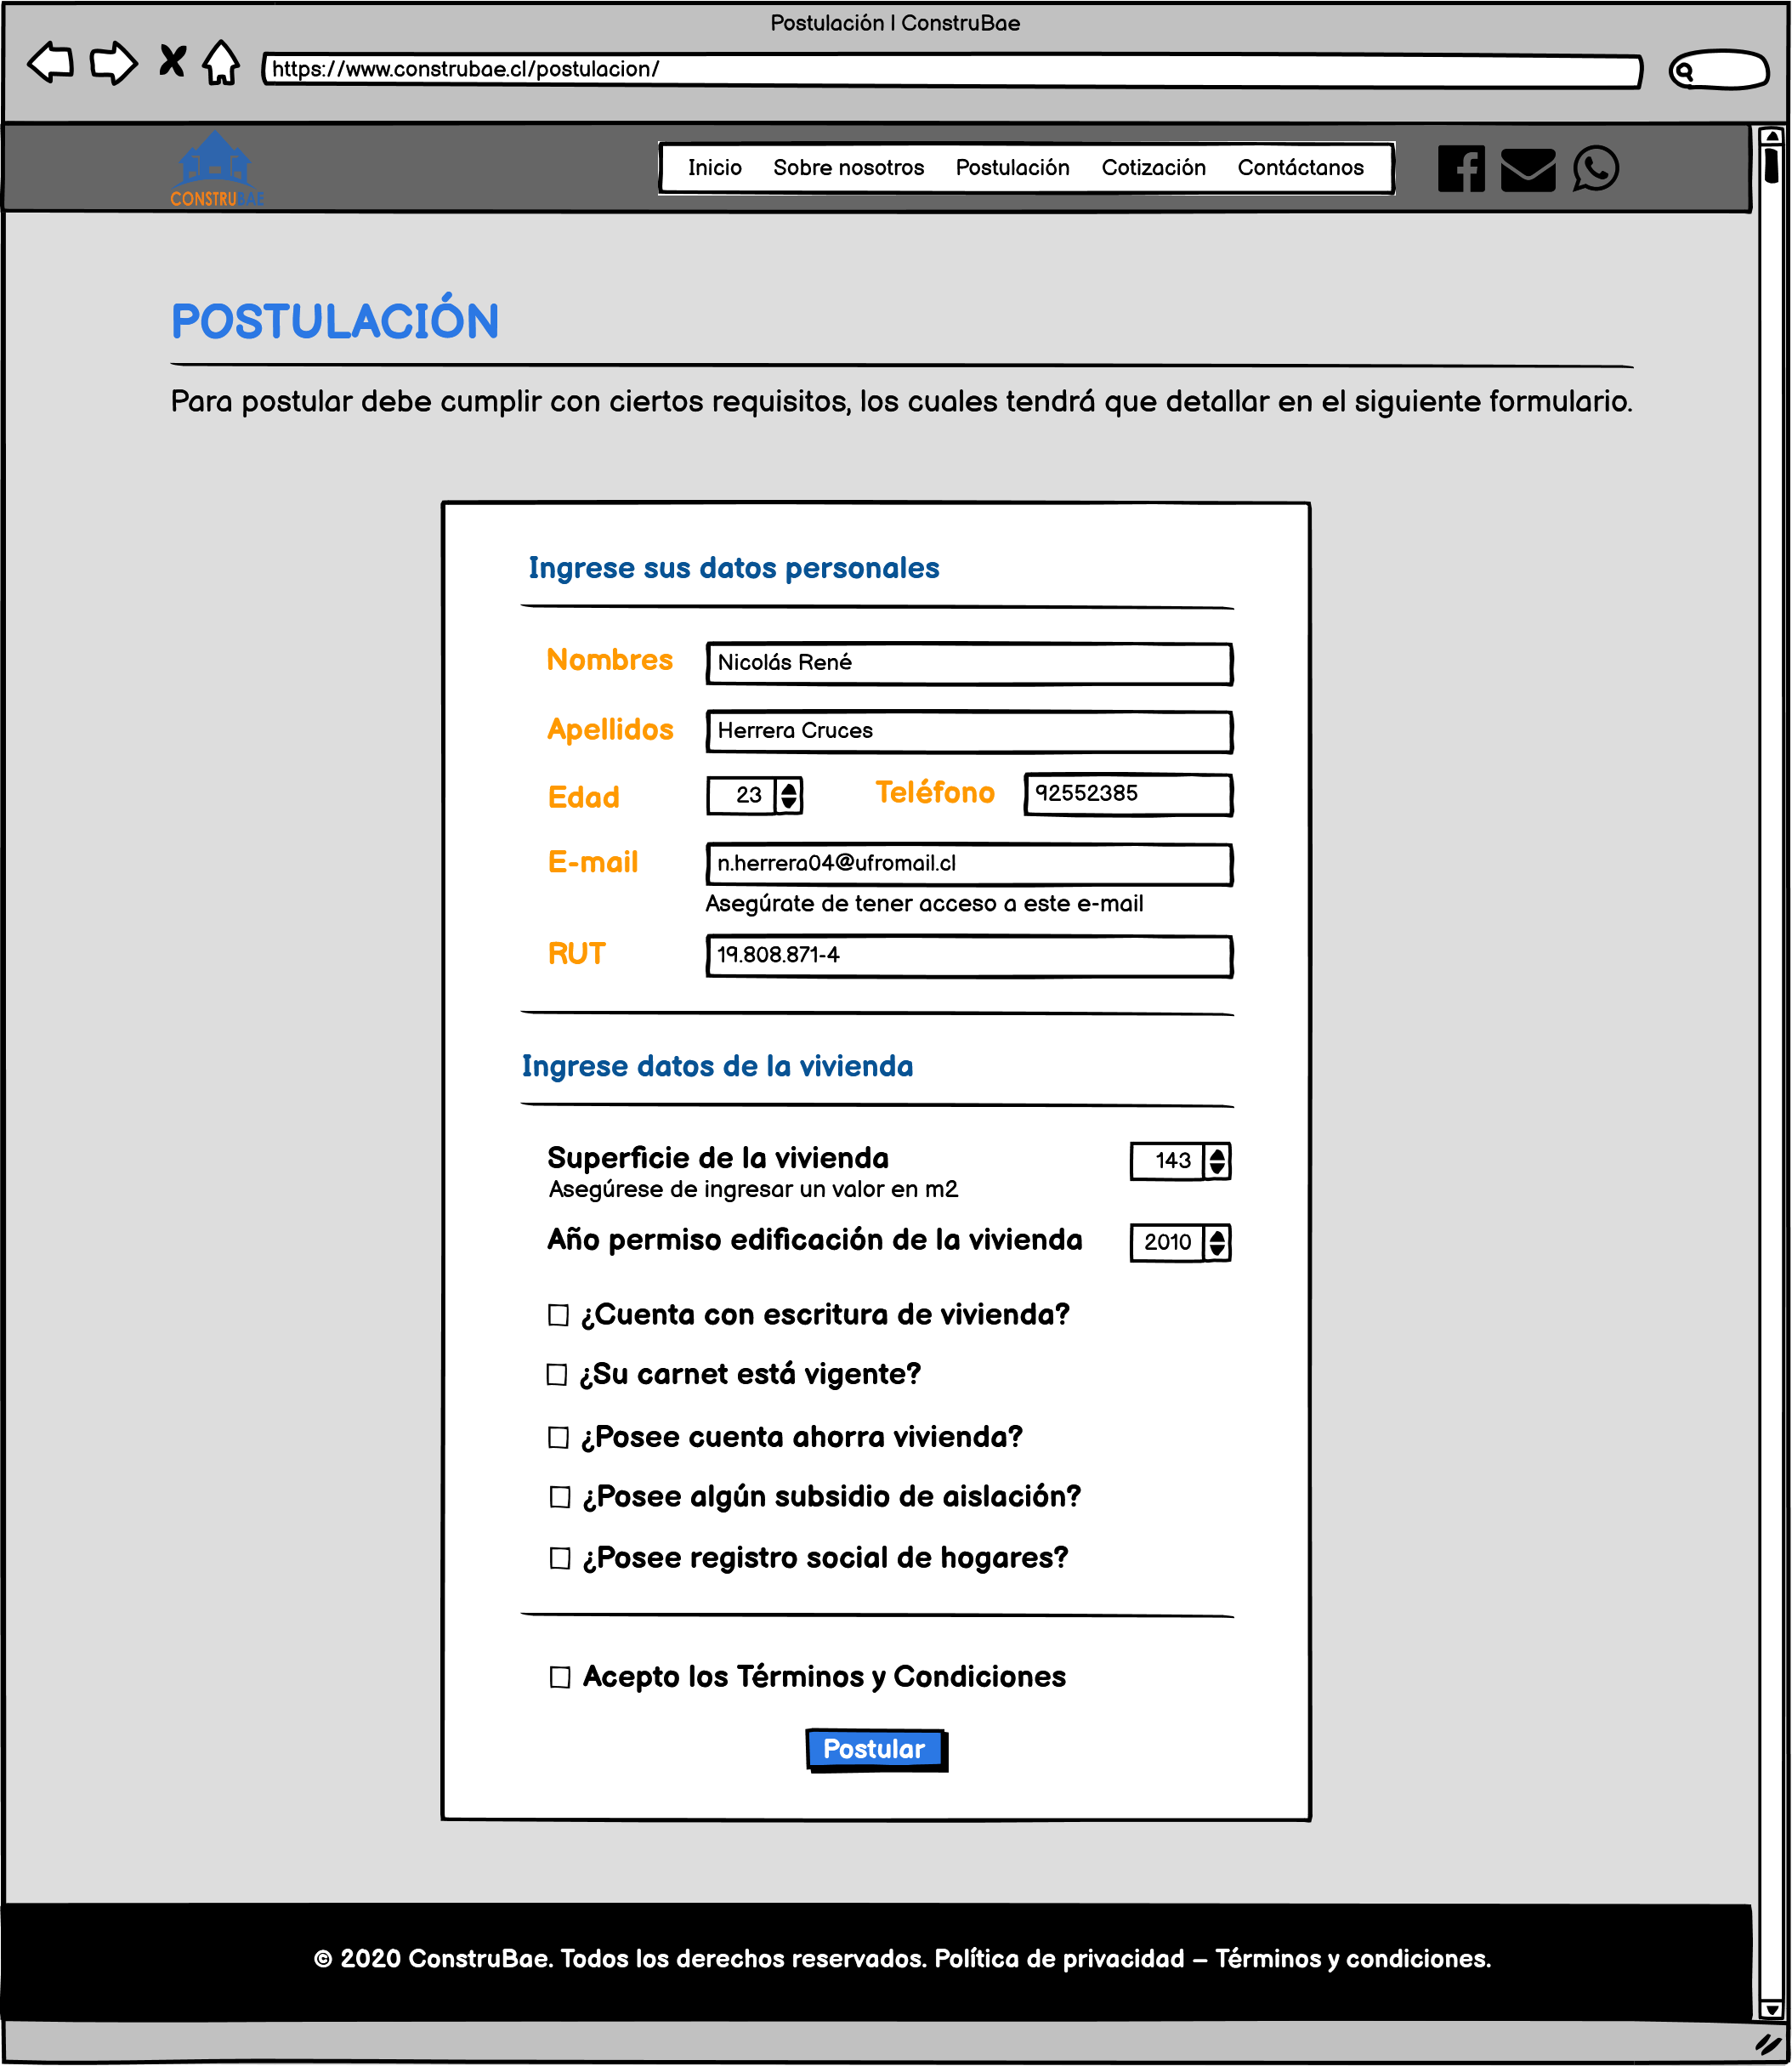 Postulación | ConstruBae
https://www.construbae.cl/postulacion/
CONSTRUBAE
Inicio Sobre nosotros Postulación Cotización Contáctanos
POSTULACIÓN
Para postular debe cumplir con ciertos requisitos, los cuales tendrá que detallar en el siguiente formulario.
Ingrese sus datos personales
Nombres Nicolás René
Apellidos Herrera Cruces
Edad 23 Teléfono 92552385
E-mail n.herrera04@ufromail.cl
Asegúrate de tener acceso a este e-mail
RUT 19.808.871-4
Ingrese datos de la vivienda
Superficie de la vivienda 143
Asegúrese de ingresar un valor en m2
Año permiso edificación de la vivienda 2010
¿Cuenta con escritura de vivienda?
¿Su carnet está vigente?
¿Posee cuenta ahorra vivienda?
¿Posee algún subsidio de aislación?
¿Posee registro social de hogares?
Acepto los Términos y Condiciones
Postular
© 2020 ConstruBae. Todos los derechos reservados. Política de privacidad – Términos y condiciones.